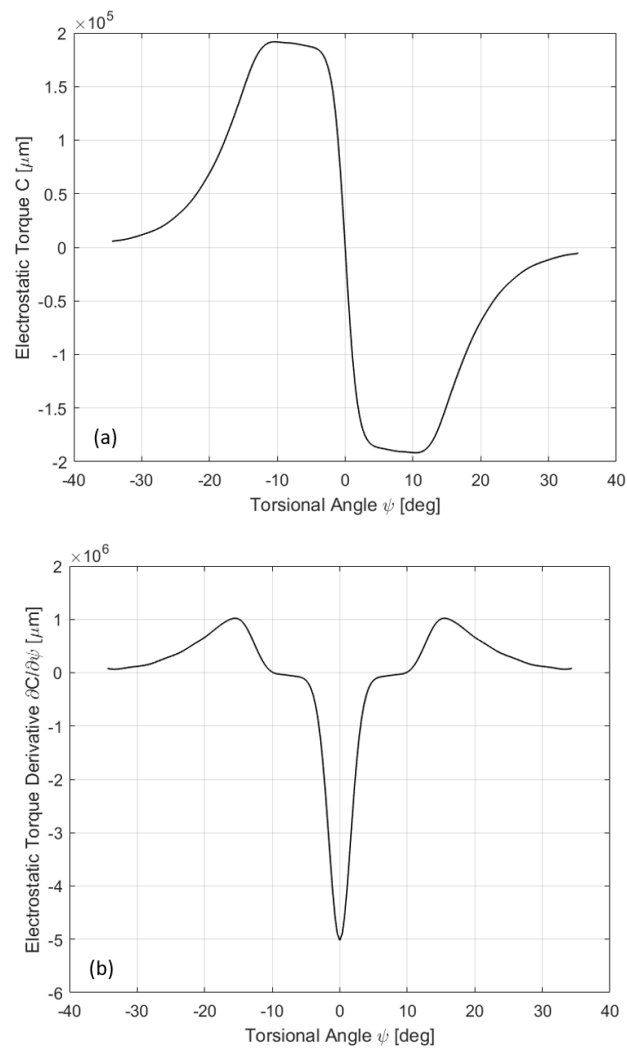 ×10⁵
2
1.5
1
0.5
0
-0.5
-1
-1.5
-2
Electrostatic Torque C [μm]
(a)
-40 -30 -20 -10 0 10 20 30 40
Torsional Angle ψ [deg]
×10⁶
2
1
0
-1
-2
-3
-4
-5
-6
Electrostatic Torque Derivative ∂C/∂ψ [μm]
(b)
-40 -30 -20 -10 0 10 20 30 40
Torsional Angle ψ [deg]